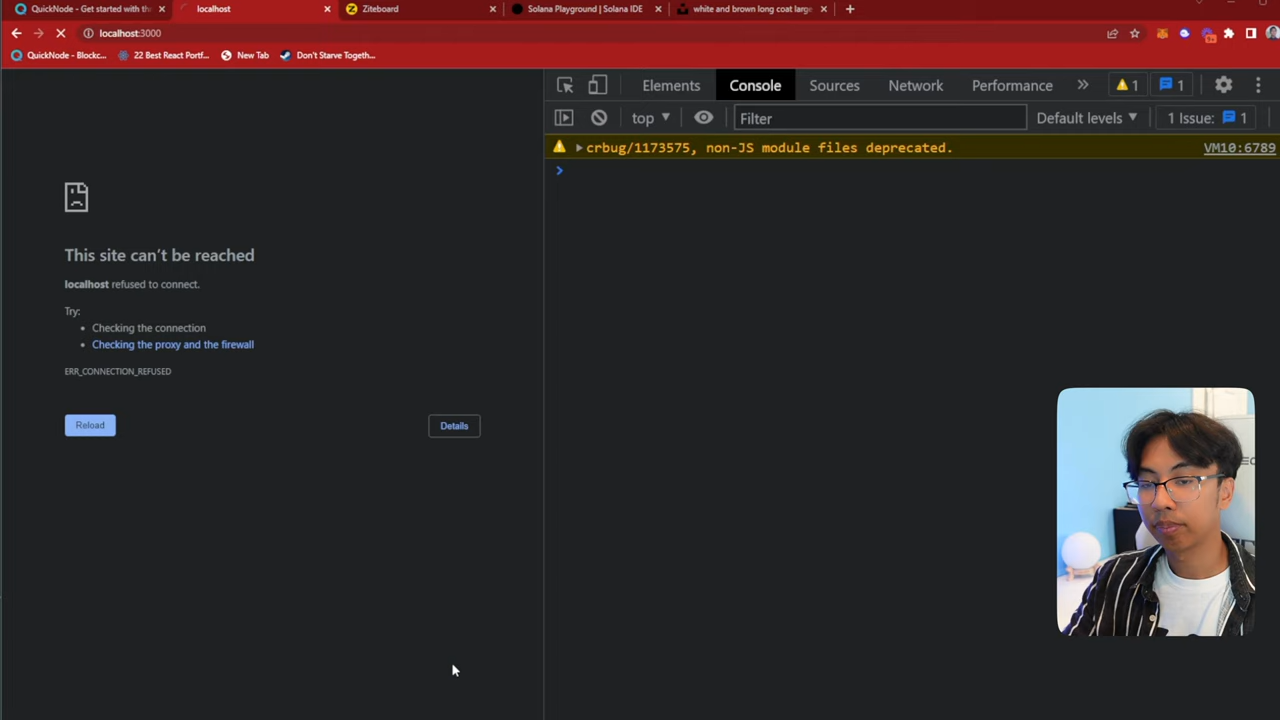 QuickNode - Get started with th
localhost
Ziteboard
Solana Playground | Solana IDE
white and brown long coat large
localhost:3000
QuickNode - Blockc...
22 Best React Portf...
New Tab
Don't Starve Togeth...
Elements
Console
Sources
Network
Performance
1
1
top
Filter
Default levels
1 Issue:
1
crbug/1173575, non-JS module files deprecated.
VM10:6789
This site can't be reached
localhost refused to connect.
Try:
• Checking the connection
• Checking the proxy and the firewall
ERR_CONNECTION_REFUSED
Reload
Details